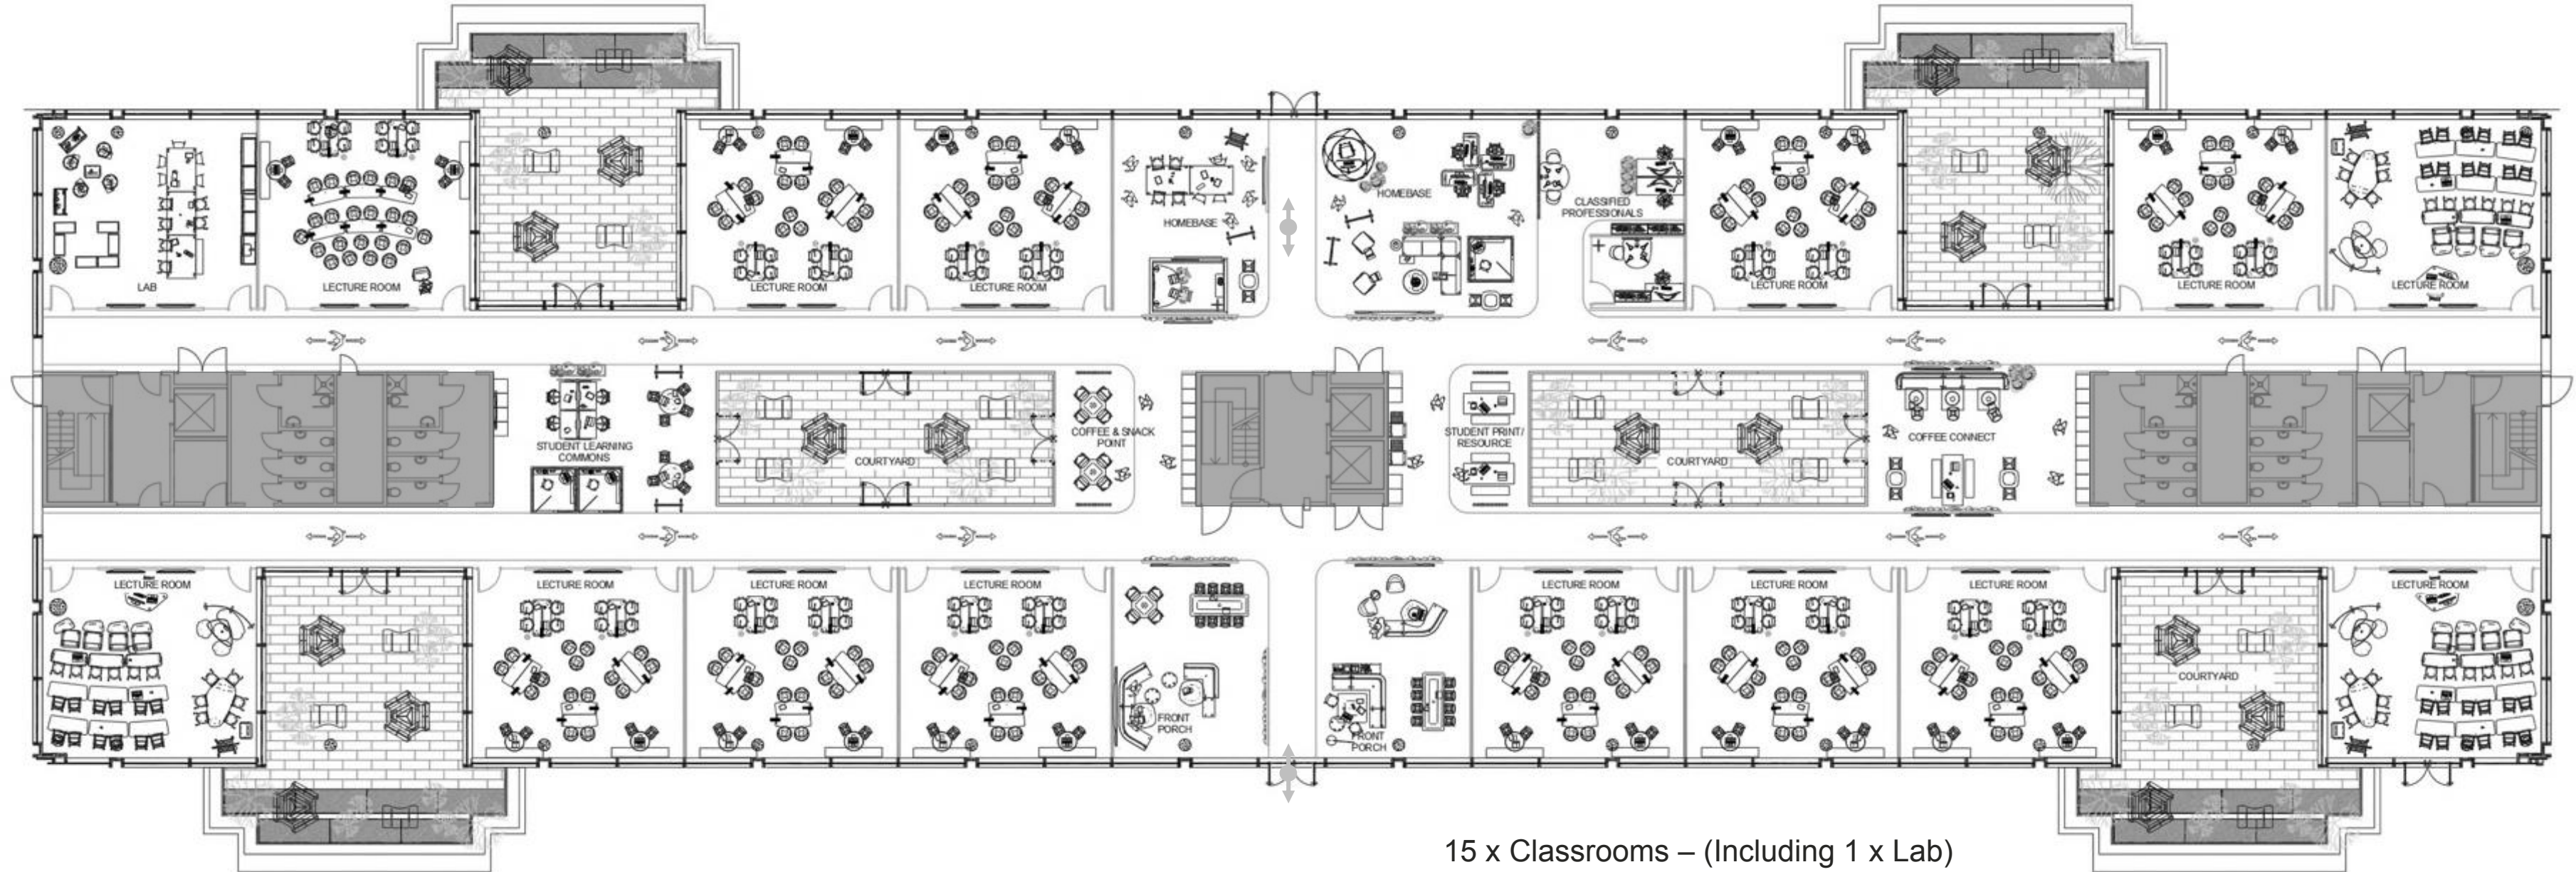 HOMEBASE
CLASSIFIED
PROFESSIONALS
HOMEBASE
LAB
LECTURE ROOM
LECTURE ROOM
LECTURE ROOM
LECTURE ROOM
LECTURE ROOM
LECTURE ROOM
STUDENT LEARNING
COMMONS
COURTYARD
COFFEE & SNACK
POINT
STUDENT PRINT/
RESOURCE
COURTYARD
COFFEE CONNECT
LECTURE ROOM
LECTURE ROOM
LECTURE ROOM
LECTURE ROOM
LECTURE ROOM
LECTURE ROOM
LECTURE ROOM
LECTURE ROOM
COURTYARD
FRONT
PORCH
FRONT
PORCH
15 x Classrooms – (Including 1 x Lab)